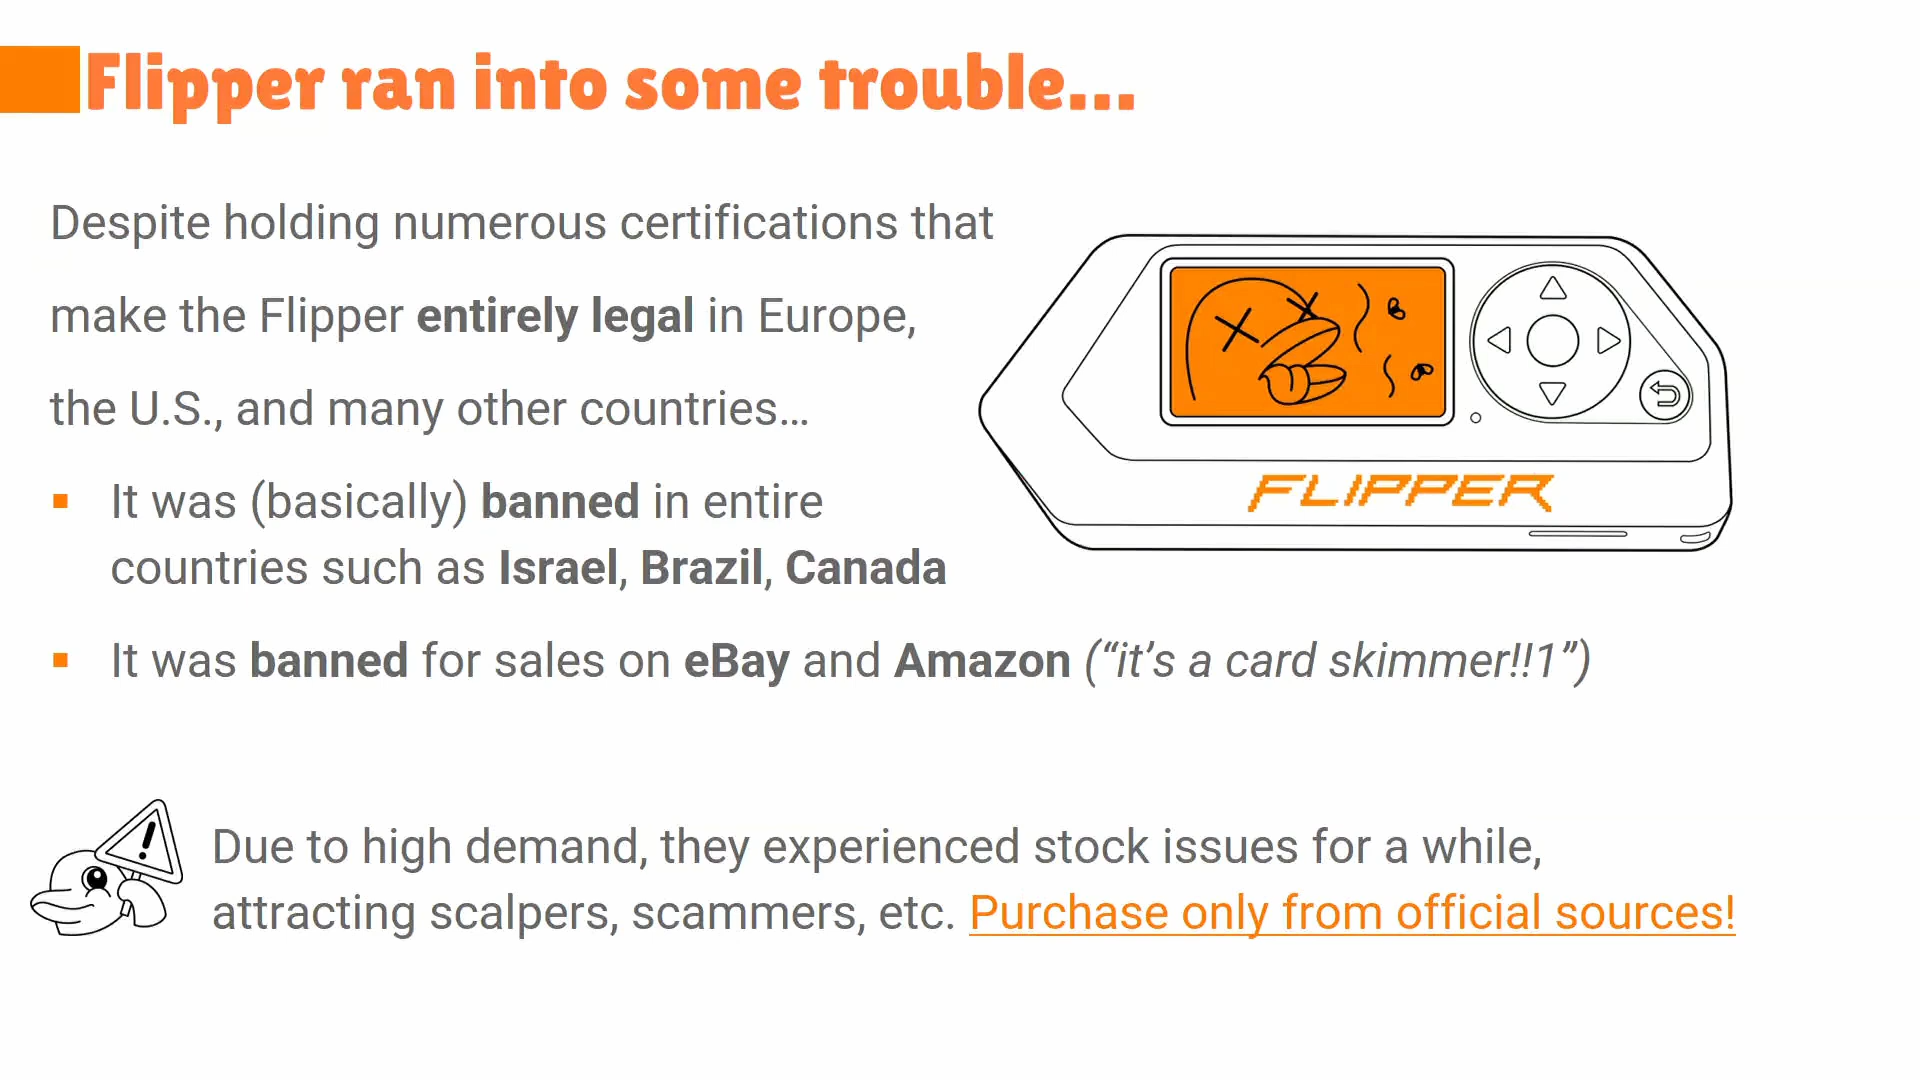 Flipper ran into some trouble...
Despite holding numerous certifications that
make the Flipper entirely legal in Europe,
the U.S., and many other countries…
▪ It was (basically) banned in entire
countries such as Israel, Brazil, Canada
▪ It was banned for sales on eBay and Amazon (“it’s a card skimmer!!1”)
FLIPPER
Due to high demand, they experienced stock issues for a while,
attracting scalpers, scammers, etc. Purchase only from official sources!